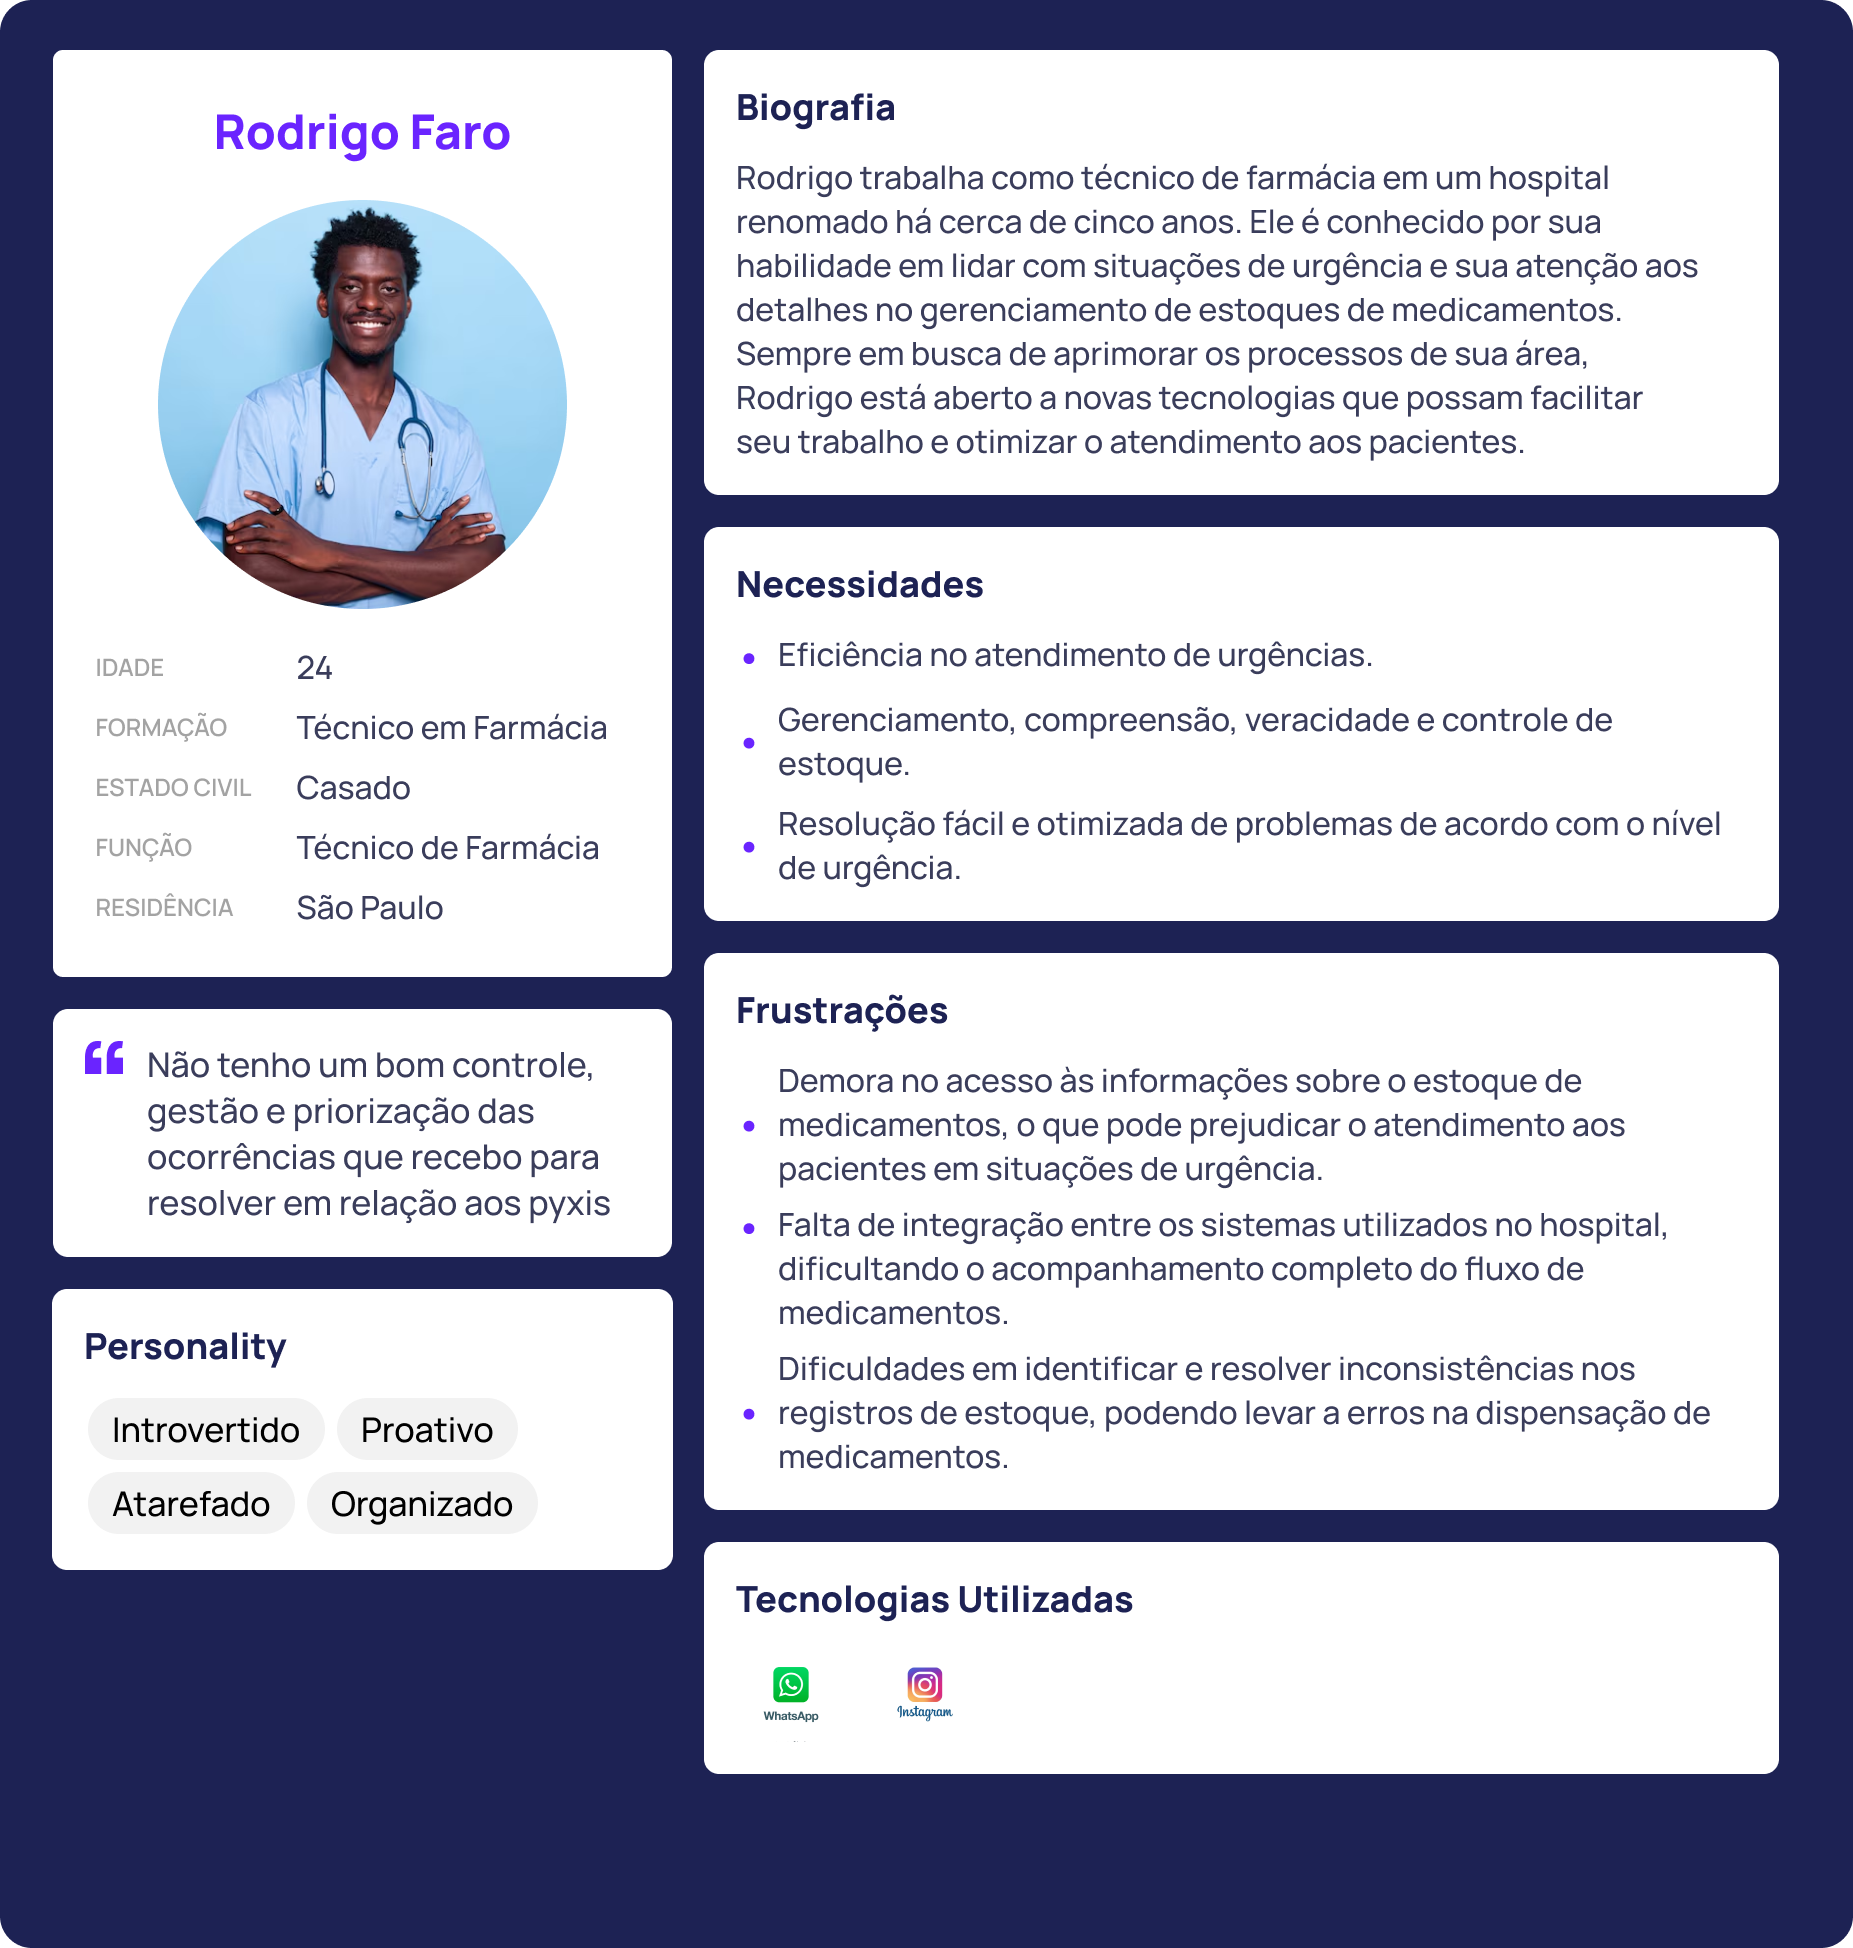 Rodrigo Faro
IDADE 24
FORMAÇÃO Técnico em Farmácia
ESTADO CIVIL Casado
FUNÇÃO Técnico de Farmácia
RESIDÊNCIA São Paulo
“ Não tenho um bom controle,
gestão e priorização das
ocorrências que recebo para
resolver em relação aos pyxis
Personality
Introvertido Proativo
Atarefado Organizado
Biografia
Rodrigo trabalha como técnico de farmácia em um hospital
renomado há cerca de cinco anos. Ele é conhecido por sua
habilidade em lidar com situações de urgência e sua atenção aos
detalhes no gerenciamento de estoques de medicamentos.
Sempre em busca de aprimorar os processos de sua área,
Rodrigo está aberto a novas tecnologias que possam facilitar
seu trabalho e otimizar o atendimento aos pacientes.
Necessidades
• Eficiência no atendimento de urgências.
• Gerenciamento, compreensão, veracidade e controle de
estoque.
• Resolução fácil e otimizada de problemas de acordo com o nível
de urgência.
Frustrações
• Demora no acesso às informações sobre o estoque de
medicamentos, o que pode prejudicar o atendimento aos
pacientes em situações de urgência.
• Falta de integração entre os sistemas utilizados no hospital,
dificultando o acompanhamento completo do fluxo de
medicamentos.
• Dificuldades em identificar e resolver inconsistências nos
registros de estoque, podendo levar a erros na dispensação de
medicamentos.
Tecnologias Utilizadas
WhatsApp Instagram